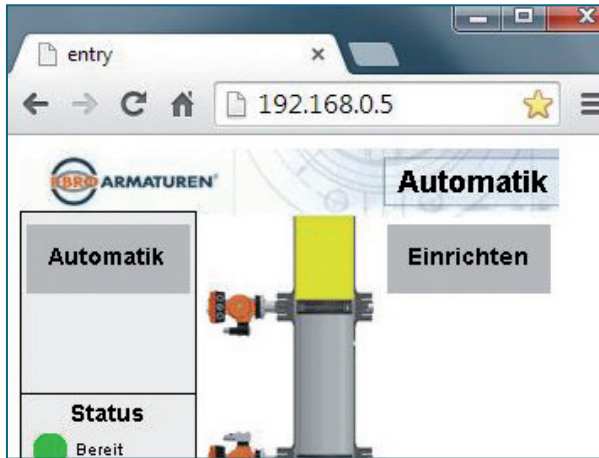 entry
192.168.0.5
EBRO ARMATUREN®
Automatik
Automatik
Einrichten
Status
Bereit